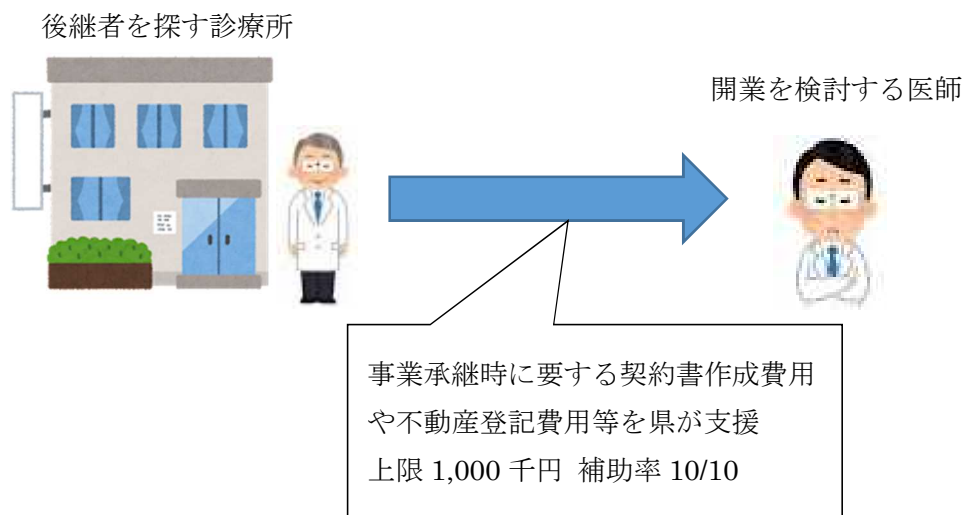 後継者を探す診療所
開業を検討する医師
事業承継時に要する契約書作成費用
や不動産登記費用等を県が支援
上限 1,000 千円 補助率 10/10